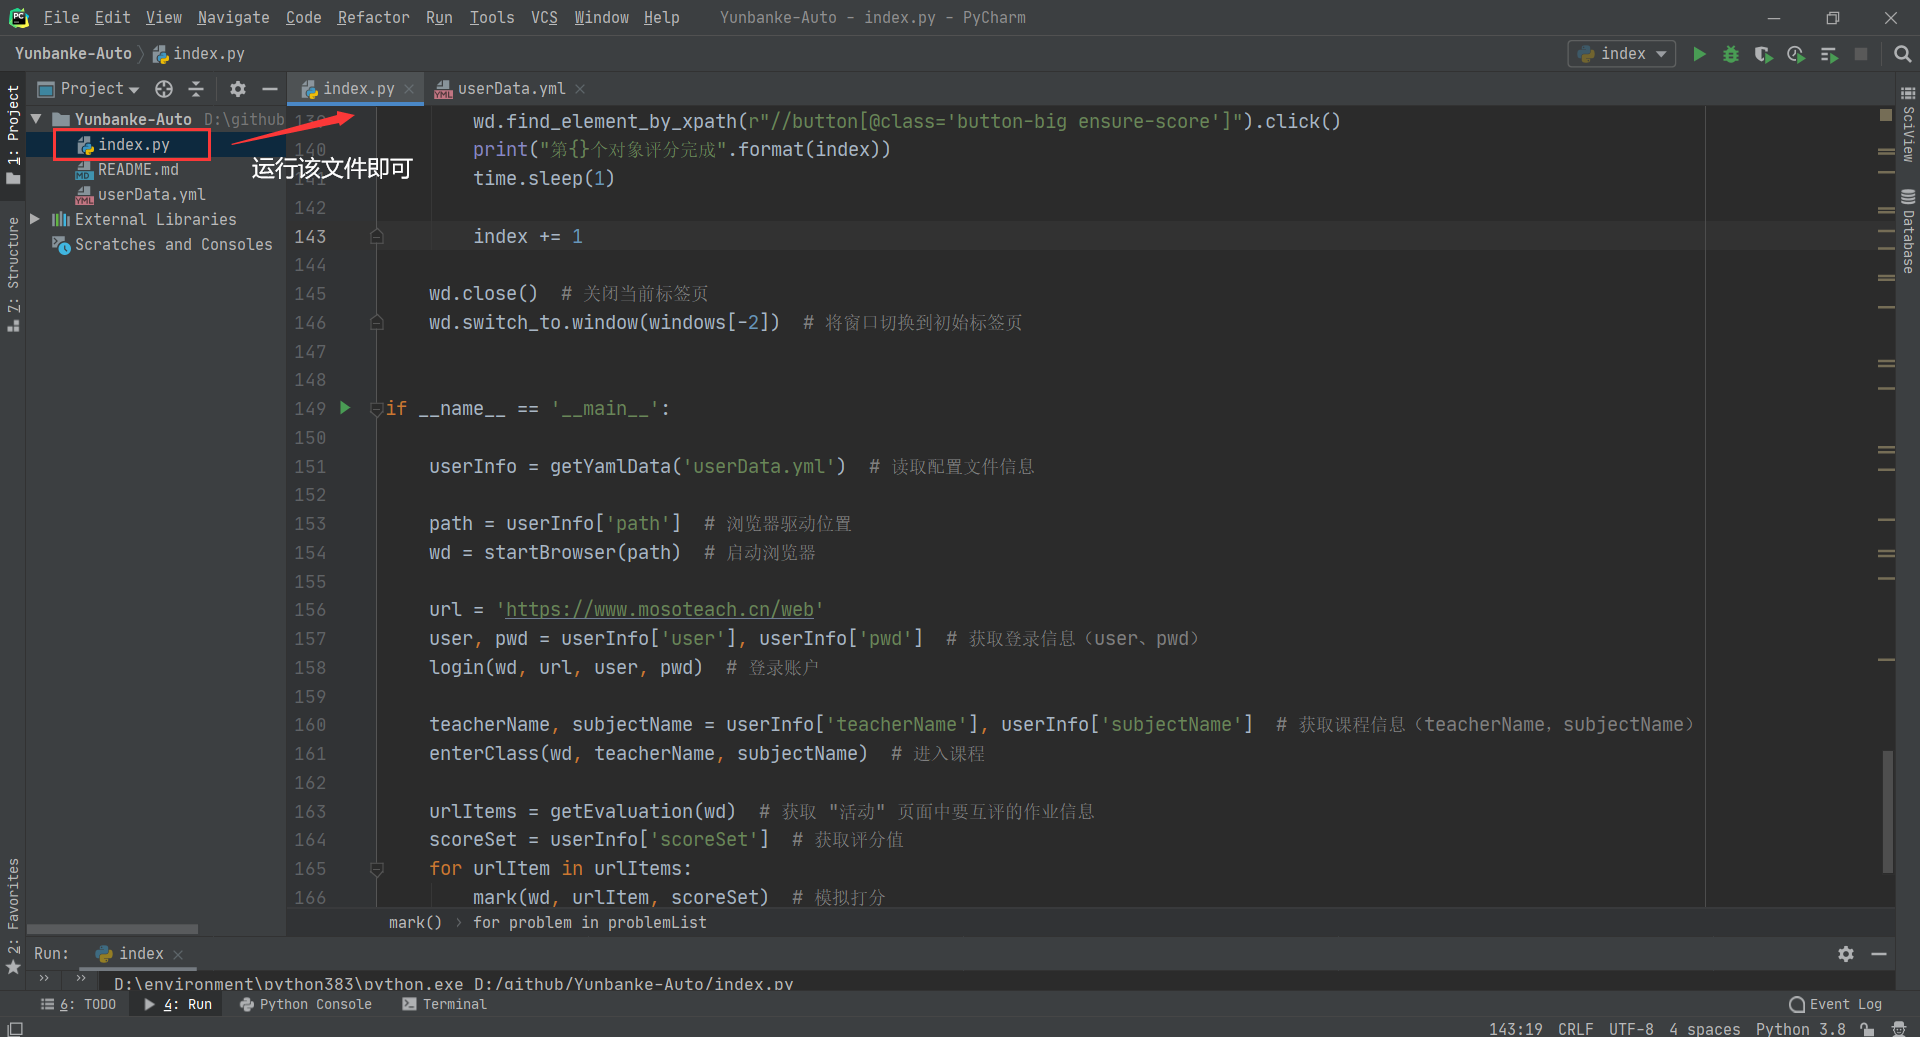 File Edit View Navigate Code Refactor Run Tools VCS Window Help Yunbanke-Auto - index.py - PyCharm
Yunbanke-Auto index.py index
Project index.py userData.yml
Yunbanke-Auto D:\github
index.py
README.md
userData.yml
External Libraries
Scratches and Consoles
运行该文件即可
1: Project
7: Structure
2: Favorites
SciView
Database
139 wd.find_element_by_xpath(r"//button[@class='button-big ensure-score']").click()
140 print("第{}个对象评分完成".format(index))
141 time.sleep(1)
142
143 index += 1
144
145 wd.close() # 关闭当前标签页
146 wd.switch_to.window(windows[-2]) # 将窗口切换到初始标签页
147
148
149 if __name__ == '__main__':
150
151 userInfo = getYamlData('userData.yml') # 读取配置文件信息
152
153 path = userInfo['path'] # 浏览器驱动位置
154 wd = startBrowser(path) # 启动浏览器
155
156 url = 'https://www.mosoteach.cn/web'
157 user, pwd = userInfo['user'], userInfo['pwd'] # 获取登录信息（user、pwd）
158 login(wd, url, user, pwd) # 登录账户
159
160 teacherName, subjectName = userInfo['teacherName'], userInfo['subjectName'] # 获取课程信息（teacherName，subjectName）
161 enterClass(wd, teacherName, subjectName) # 进入课程
162
163 urlItems = getEvaluation(wd) # 获取 "活动" 页面中要互评的作业信息
164 scoreSet = userInfo['scoreSet'] # 获取评分值
165 for urlItem in urlItems:
166 mark(wd, urlItem, scoreSet) # 模拟打分
mark() › for problem in problemList
Run: index
D:\environment\python383\python.exe D:/github/Yunbanke-Auto/index.py
6: TODO 4: Run Python Console Terminal Event Log
143:19 CRLF UTF-8 4 spaces Python 3.8